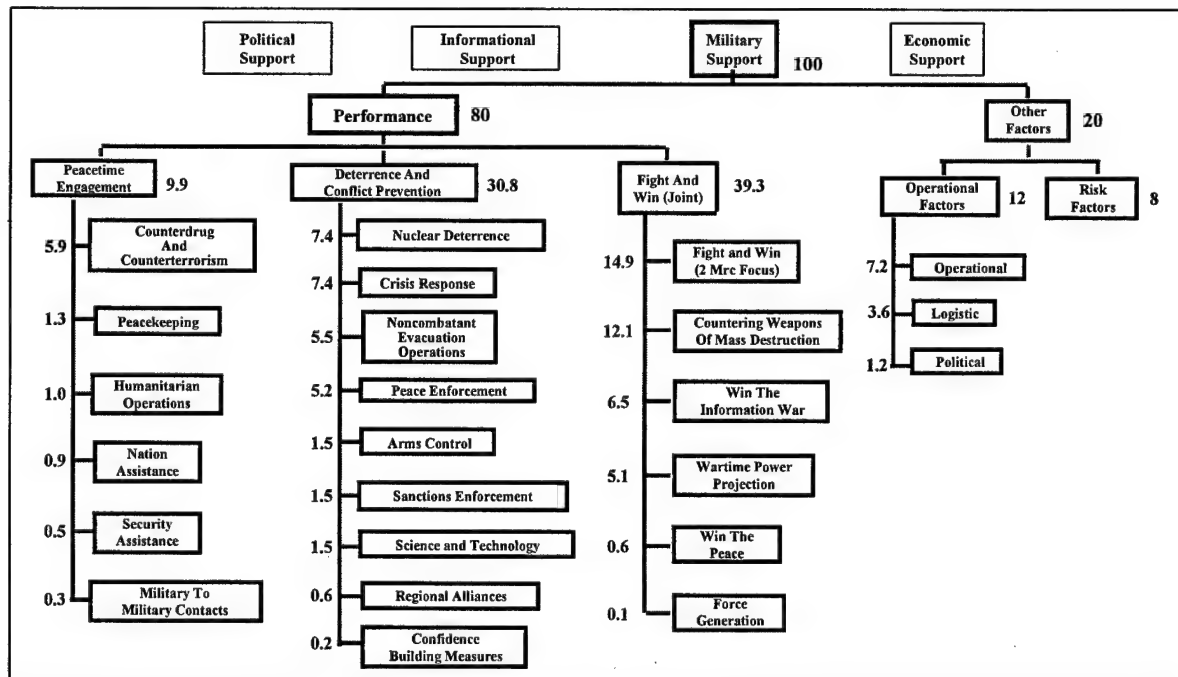 Political
Support
Informational
Support
Military
Support
100
Economic
Support
Performance 80
Other
Factors
20
Peacetime
Engagement
9.9
Deterrence And
Conflict Prevention
30.8
Fight And
Win (Joint)
39.3
Operational
Factors
12
Risk
Factors
8
5.9
Counterdrug
And
Counterterrorism
1.3 Peacekeeping
1.0
Humanitarian
Operations
0.9
Nation
Assistance
0.5
Security
Assistance
0.3
Military To
Military Contacts
7.4 Nuclear Deterrence
7.4 Crisis Response
5.5
Noncombatant
Evacuation
Operations
5.2 Peace Enforcement
1.5 Arms Control
1.5 Sanctions Enforcement
1.5 Science and Technology
0.6 Regional Alliances
0.2
Confidence
Building Measures
14.9
Fight and Win
(2 Mrc Focus)
12.1
Countering Weapons
Of Mass Destruction
6.5
Win The
Information War
5.1
Wartime Power
Projection
0.6
Win The
Peace
0.1
Force
Generation
7.2 Operational
3.6 Logistic
1.2 Political